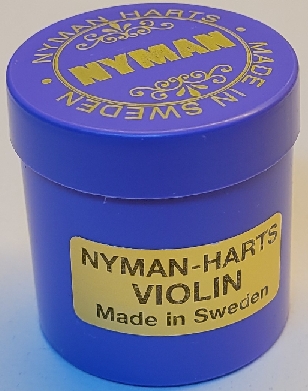 NYMAN HARTS
NYMAN
MADE IN SWEDEN
NYMAN-HARTS
VIOLIN
Made in Sweden